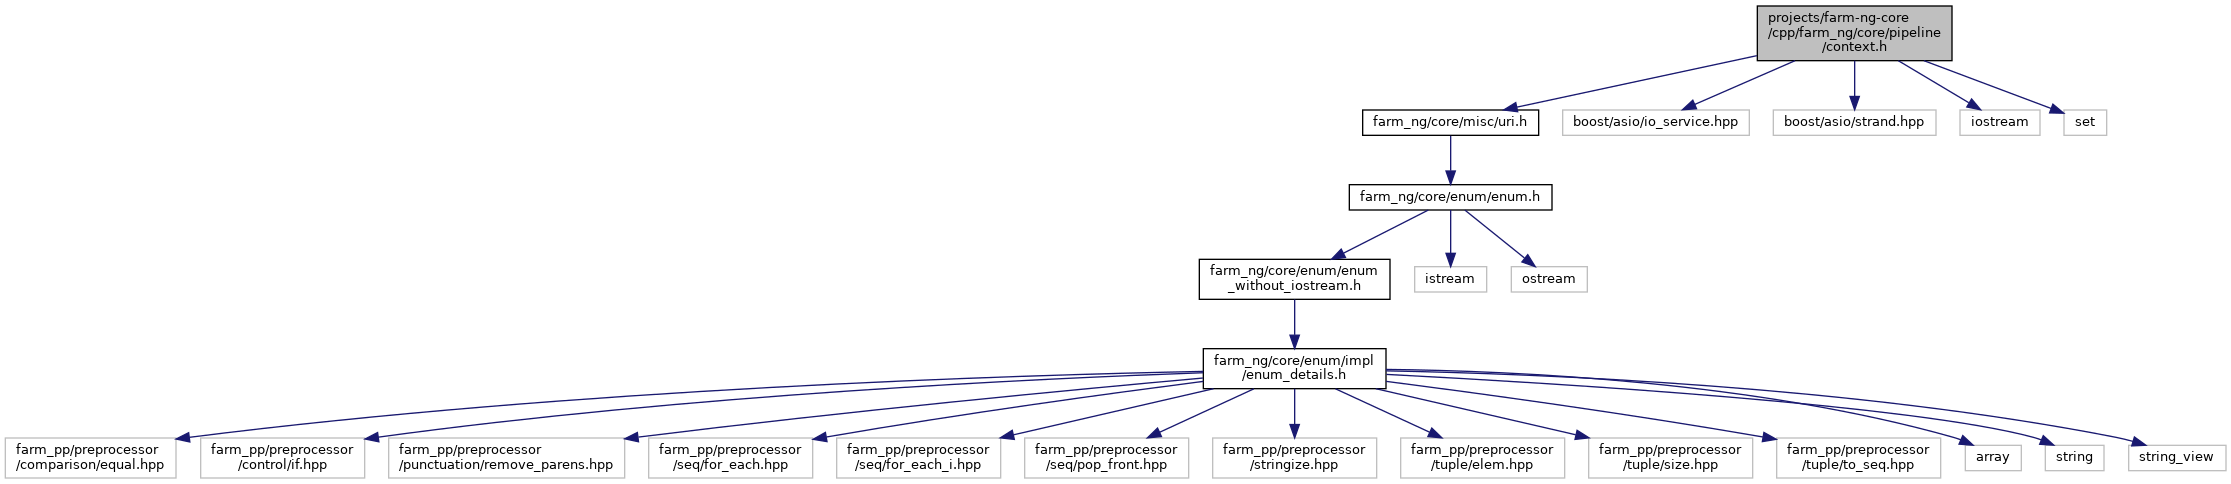 projects/farm-ng-core
/cpp/farm_ng/core/pipeline
/context.h
farm_ng/core/misc/uri.h
boost/asio/io_service.hpp
boost/asio/strand.hpp
iostream
set
farm_ng/core/enum/enum.h
farm_ng/core/enum/enum
_without_iostream.h
istream
ostream
farm_ng/core/enum/impl
/enum_details.h
farm_pp/preprocessor
/comparison/equal.hpp
farm_pp/preprocessor
/control/if.hpp
farm_pp/preprocessor
/punctuation/remove_parens.hpp
farm_pp/preprocessor
/seq/for_each.hpp
farm_pp/preprocessor
/seq/for_each_i.hpp
farm_pp/preprocessor
/seq/pop_front.hpp
farm_pp/preprocessor
/stringize.hpp
farm_pp/preprocessor
/tuple/elem.hpp
farm_pp/preprocessor
/tuple/size.hpp
farm_pp/preprocessor
/tuple/to_seq.hpp
array
string
string_view